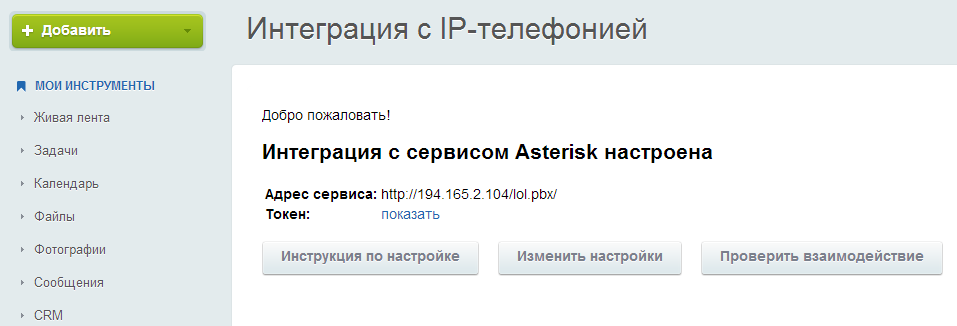 Добавить
Интеграция с IP-телефонией
МОИ ИНСТРУМЕНТЫ
Живая лента
Задачи
Календарь
Файлы
Фотографии
Сообщения
CRM
Добро пожаловать!
Интеграция с сервисом Asterisk настроена
Адрес сервиса: http://194.165.2.104/lol.pbx/
Токен: показать
Инструкция по настройке Изменить настройки Проверить взаимодействие